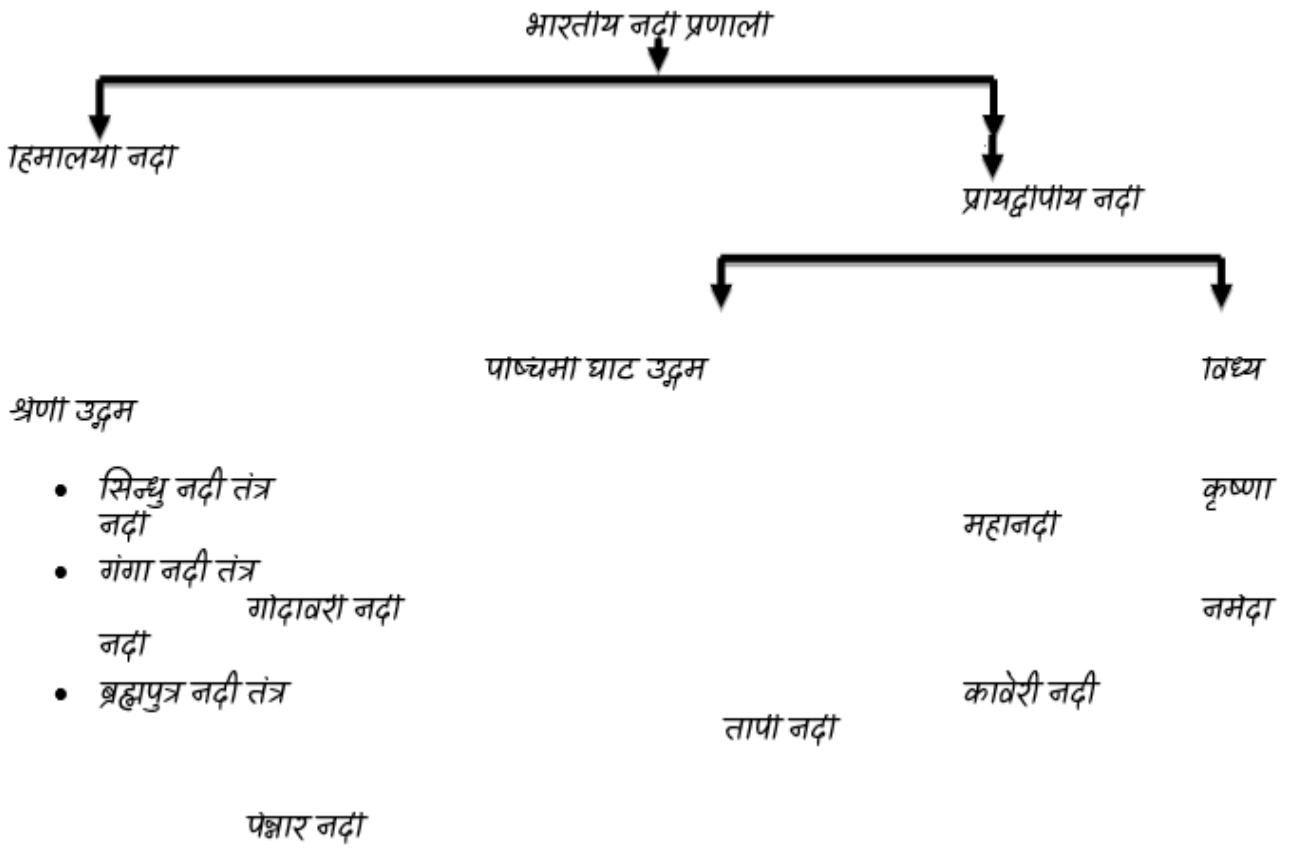 भारतीय नदी प्रणाली
हिमालयी नदी
प्रायद्वीपीय नदी
पष्चिमी घाट उद्गम विंध्य
श्रेणी उद्गम
• सिन्धु नदी तंत्र कृष्णा
नदी महानदी
• गंगा नदी तंत्र
गोदावरी नदी नर्मदा
नदी
• ब्रह्मपुत्र नदी तंत्र कावेरी नदी
तापी नदी
पेन्नार नदी